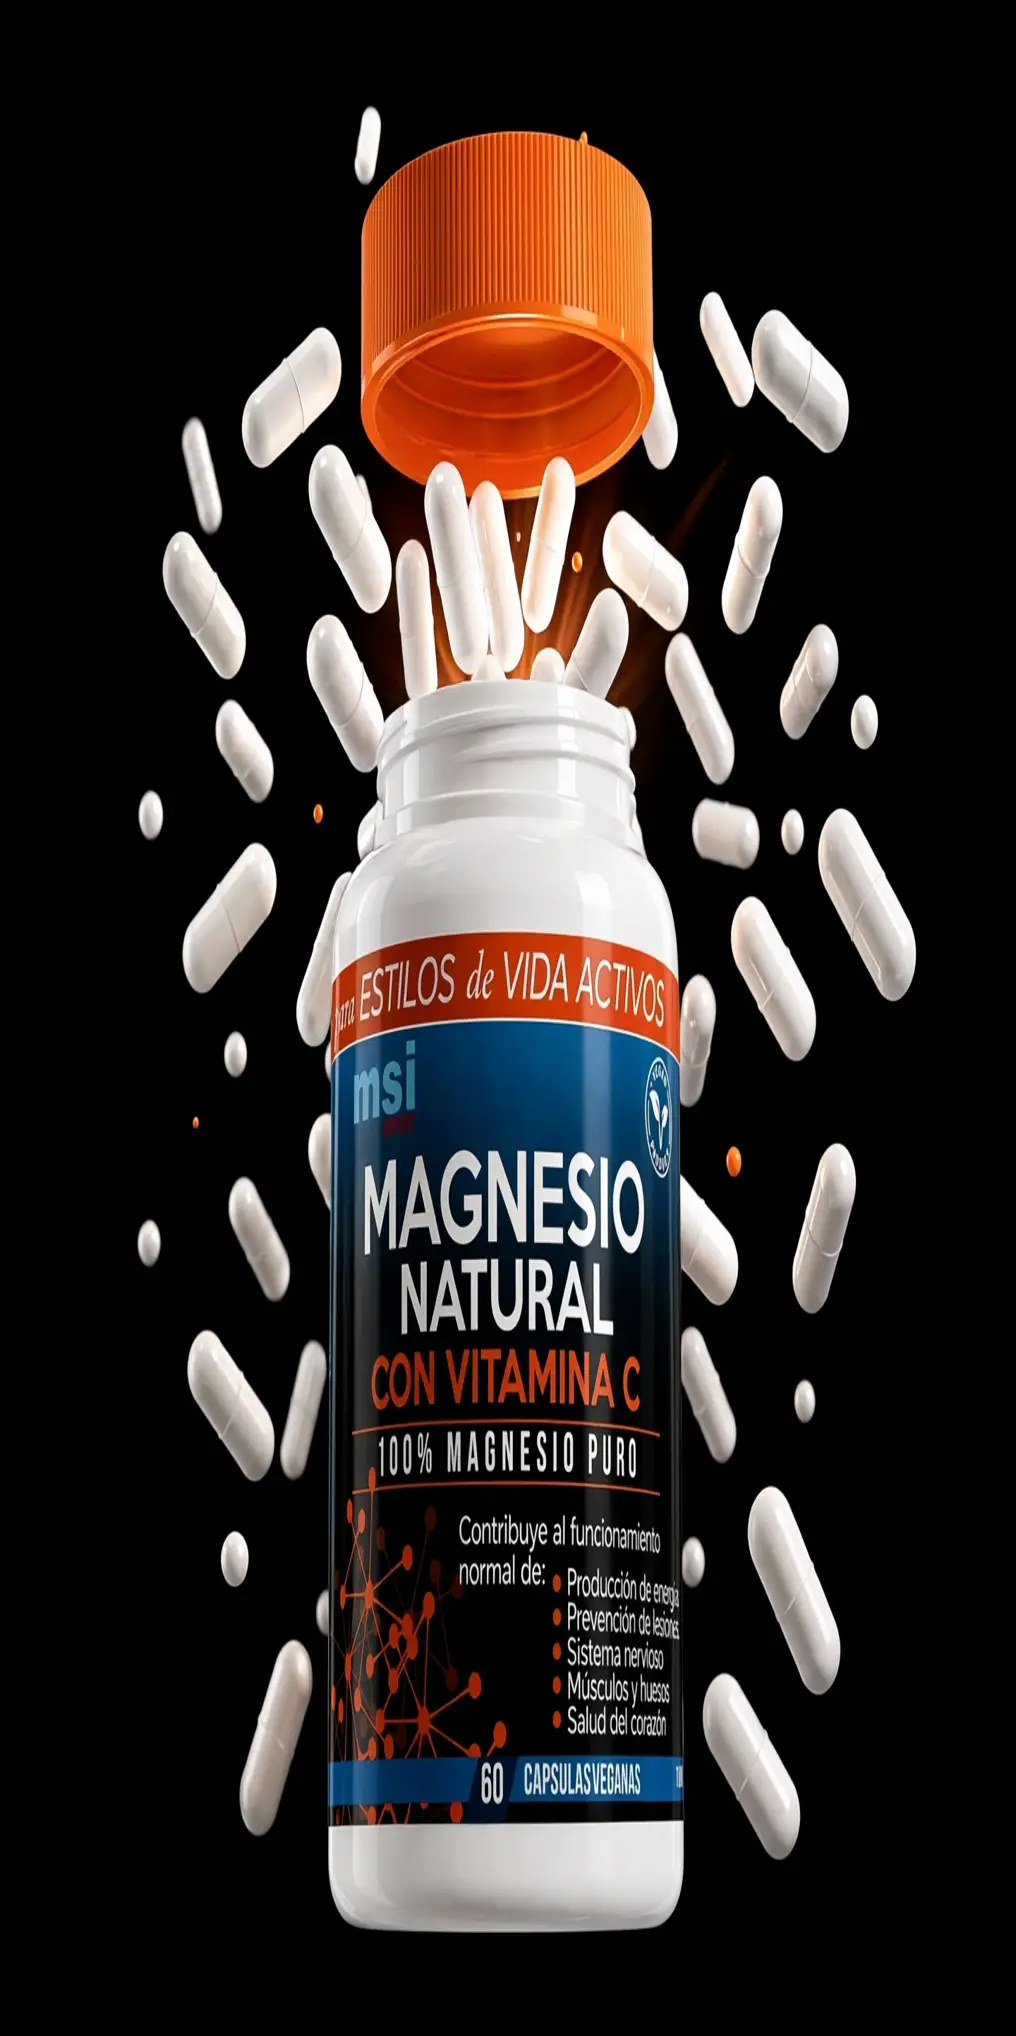 para ESTILOS de VIDA ACTIVOS
msi
VEGAN
MAGNESIO
NATURAL
CON VITAMINA C
100% MAGNESIO PURO
Contribuye al funcionamiento
normal de:
Producción de energía
Prevención de lesiones
Sistema nervioso
Músculos y huesos
Salud del corazón
60 CAPSULAS VEGANAS